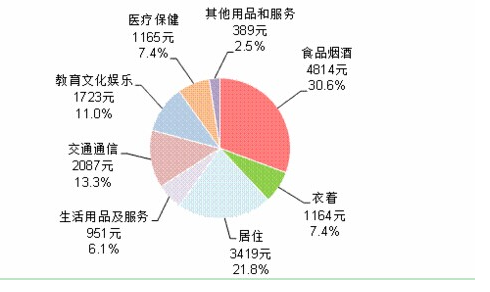 其他用品和服务
389元
2.5%
食品烟酒
4814元
30.6%
衣着
1164元
7.4%
居住
3419元
21.8%
生活用品及服务
951元
6.1%
交通通信
2087元
13.3%
教育文化娱乐
1723元
11.0%
医疗保健
1165元
7.4%